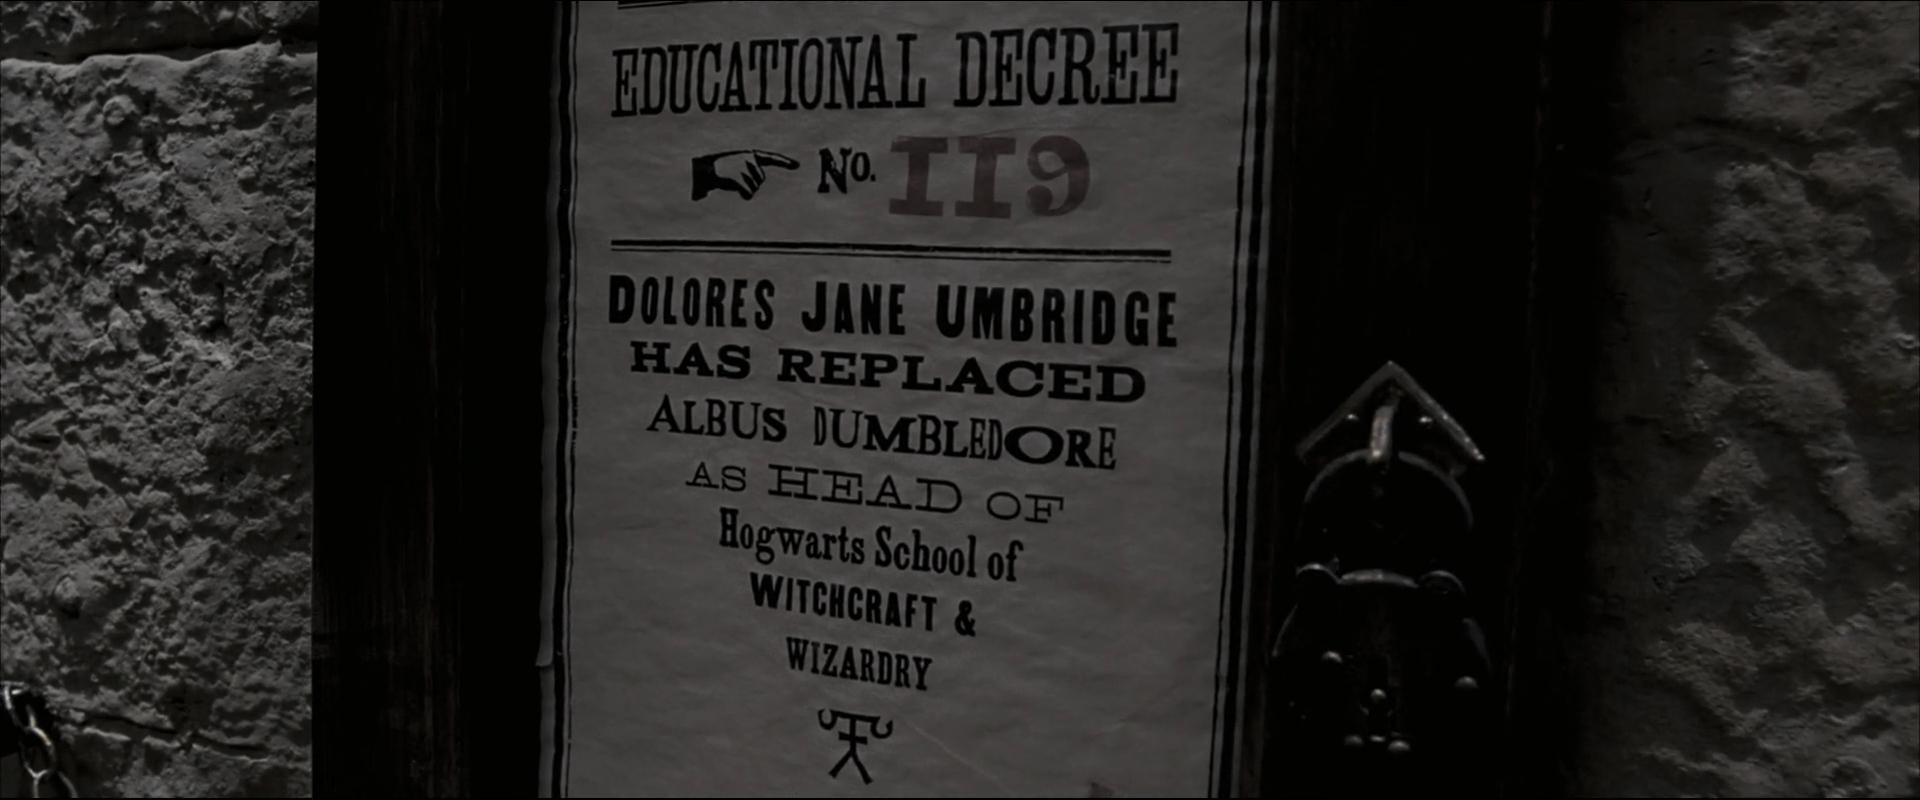 EDUCATIONAL DECREE
No. 119
DOLORES JANE UMBRIDGE
HAS REPLACED
ALBUS DUMBLEDORE
AS HEAD OF
Hogwarts School of
WITCHCRAFT &
WIZARDRY